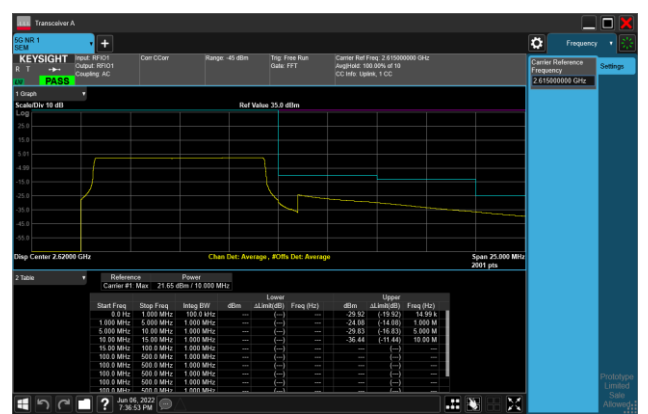 Transceiver A
5G NR 1
SEM
Frequency
KEYSIGHT
R T
PASS
Input: RFIO1
Output: RFIO1
Coupling: AC
Corr CCorr
Range: -45 dBm
Trig: Free Run
Gate: FFT
Carrier Ref Freq: 2.615000000 GHz
AvgHold: 100.00% of 10
CC Info: Uplink, 1 CC
Carrier Reference
Frequency
2.615000000 GHz
Settings
1 Graph
Scale/Div 10 dB
Ref Value 35.0 dBm
Log
25.0
15.0
5.01
-4.99
-15.0
-25.0
-35.0
-45.0
-55.0
Disp Center 2.62000 GHz
Chan Det: Average, #Offs Det: Average
Span 25.000 MHz
2001 pts
2 Table
Reference Power
Carrier #1 Max 21.65 dBm / 10.000 MHz
Lower Upper
Start Freq Stop Freq Integ BW dBm ΔLimit(dB) Freq (Hz) dBm ΔLimit(dB) Freq (Hz)
0.0 Hz 1.000 MHz 100.0 kHz --- (---) --- -29.92 (-19.92) 14.99 k
1.000 MHz 5.000 MHz 1.000 MHz --- (---) --- -24.08 (-14.08) 1.000 M
5.000 MHz 10.00 MHz 1.000 MHz --- (---) --- -29.83 (-16.83) 5.000 M
10.00 MHz 15.00 MHz 1.000 MHz --- (---) --- -36.44 (-11.44) 10.00 M
15.00 MHz 100.0 MHz 1.000 MHz --- (---) --- --- (---) ---
100.0 MHz 500.0 MHz 1.000 MHz --- (---) --- --- (---) ---
100.0 MHz 500.0 MHz 1.000 MHz --- (---) --- --- (---) ---
100.0 MHz 500.0 MHz 1.000 MHz --- (---) --- --- (---) ---
100.0 MHz 500.0 MHz 1.000 MHz --- (---) --- --- (---) ---
100.0 MHz 500.0 MHz 1.000 MHz --- (---) --- --- (---) ---
Prototype
Limited
Sale
Allowed
Jun 06, 2022
7:36:53 PM